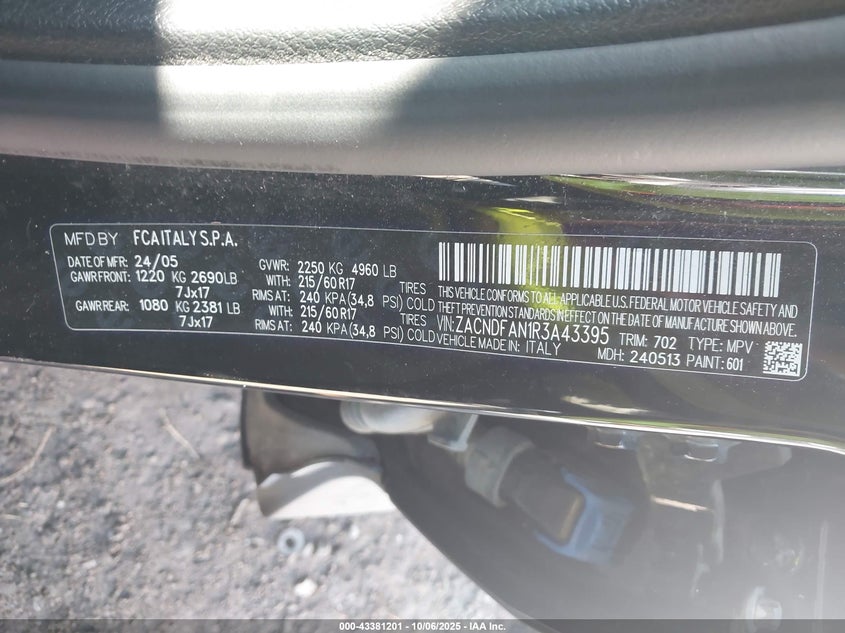 MFD BY FCA ITALY S.P.A.
DATE OF MFR: 24/05 GVWR: 2250 KG 4960 LB
GAWR FRONT: 1220 KG 2690 LB WITH: 215/60 R17 TIRES
7Jx17 RIMS AT: 240 KPA (34,8 PSI) COLD
GAWR REAR: 1080 KG 2381 LB WITH: 215/60 R17 TIRES
7Jx17 RIMS AT: 240 KPA (34,8 PSI) COLD
THIS VEHICLE CONFORMS TO ALL APPLICABLE U.S. FEDERAL MOTOR VEHICLE SAFETY AND
THEFT PREVENTION STANDARDS IN EFFECT ON THE DATE OF MANUFACTURE SHOWN ABOVE.
VIN: ZACNDFAN1R3A43395 TRIM: 702 TYPE: MPV
VEHICLE MADE IN: ITALY MDH: 240513 PAINT: 601
000-43381201 - 10/06/2025 - IAA Inc.